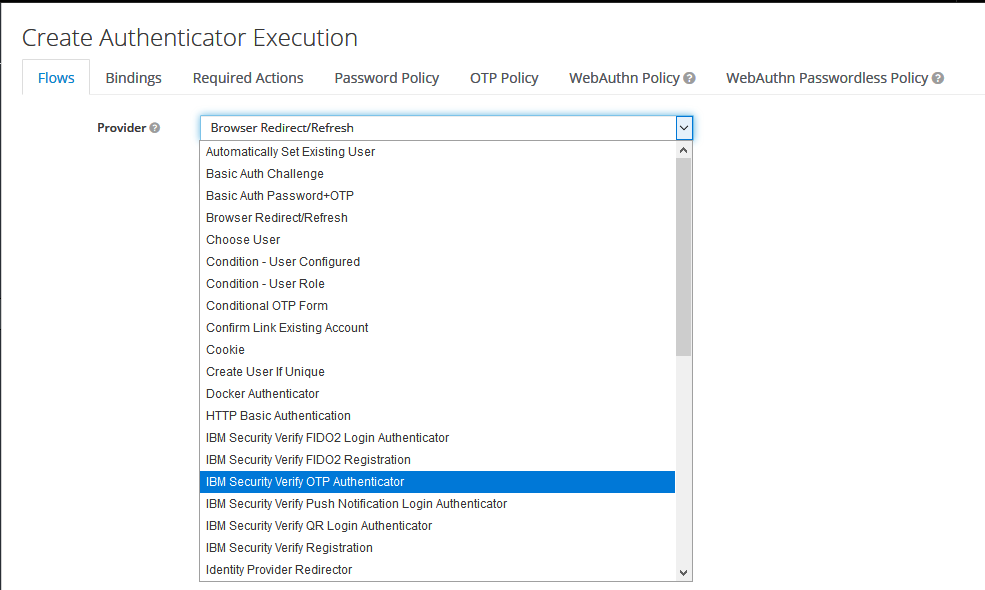 Create Authenticator Execution
Flows Bindings Required Actions Password Policy OTP Policy WebAuthn Policy WebAuthn Passwordless Policy
Provider Browser Redirect/Refresh
Automatically Set Existing User
Basic Auth Challenge
Basic Auth Password+OTP
Browser Redirect/Refresh
Choose User
Condition - User Configured
Condition - User Role
Conditional OTP Form
Confirm Link Existing Account
Cookie
Create User If Unique
Docker Authenticator
HTTP Basic Authentication
IBM Security Verify FIDO2 Login Authenticator
IBM Security Verify FIDO2 Registration
IBM Security Verify OTP Authenticator
IBM Security Verify Push Notification Login Authenticator
IBM Security Verify QR Login Authenticator
IBM Security Verify Registration
Identity Provider Redirector